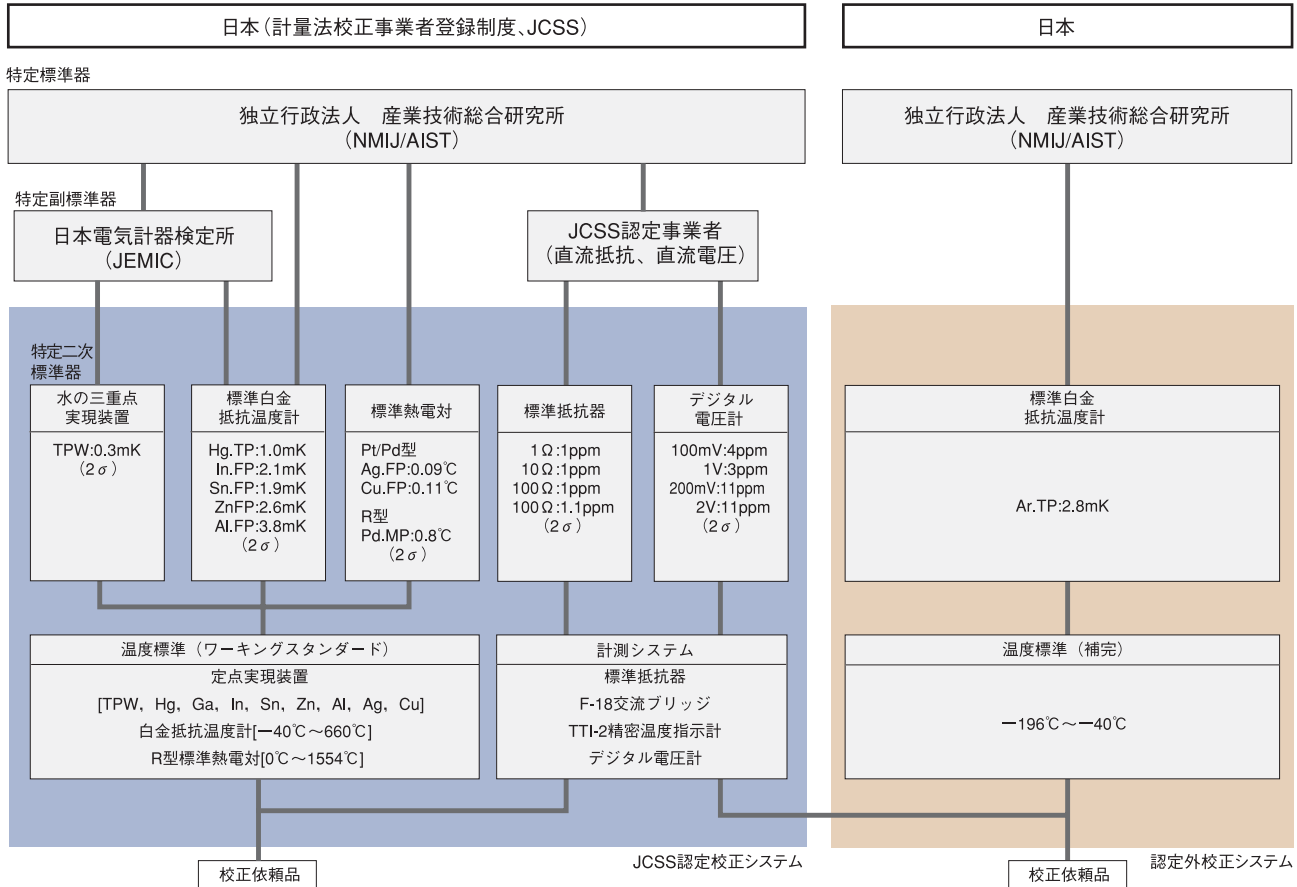 日本（計量法校正事業者登録制度、JCSS）
日本
特定標準器
独立行政法人　産業技術総合研究所
（NMIJ/AIST）
独立行政法人　産業技術総合研究所
（NMIJ/AIST）
特定副標準器
日本電気計器検定所
（JEMIC）
JCSS認定事業者
（直流抵抗、直流電圧）
特定二次
標準器
水の三重点
実現装置
TPW:0.3mK
（2σ）
標準白金
抵抗温度計
Hg.TP:1.0mK
In.FP:2.1mK
Sn.FP:1.9mK
ZnFP:2.6mK
Al.FP:3.8mK
（2σ）
標準熱電対
Pt/Pd型
Ag.FP:0.09℃
Cu.FP:0.11℃
R型
Pd.MP:0.8℃
（2σ）
標準抵抗器
1Ω:1ppm
10Ω:1ppm
100Ω:1ppm
100Ω:1.1ppm
（2σ）
デジタル
電圧計
100mV:4ppm
1V:3ppm
200mV:11ppm
2V:11ppm
（2σ）
標準白金
抵抗温度計
Ar.TP:2.8mK
温度標準（ワーキングスタンダード）
定点実現装置
[TPW，Hg，Ga，In，Sn，Zn，Al，Ag，Cu]
白金抵抗温度計[－40℃～660℃]
R型標準熱電対[0℃～1554℃]
計測システム
標準抵抗器
F-18交流ブリッジ
TTI-2精密温度指示計
デジタル電圧計
温度標準（補完）
－196℃～－40℃
JCSS認定校正システム
認定外校正システム
校正依頼品
校正依頼品